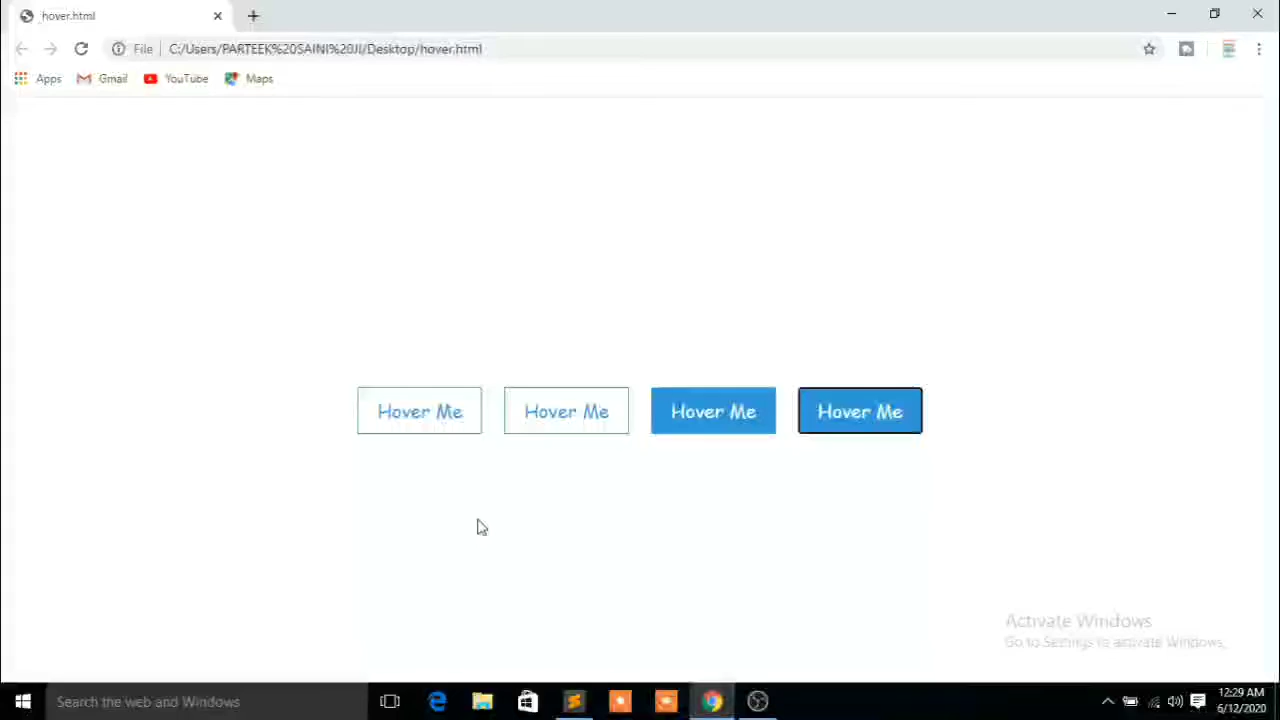 hover.html
File
C:/Users/PARTEEK%20SAINI%20JI/Desktop/hover.html
Apps
Gmail
YouTube
Maps
Hover Me
Hover Me
Hover Me
Hover Me
Activate Windows
Go to Settings to activate Windows.
Search the web and Windows
12:29 AM
6/12/2020